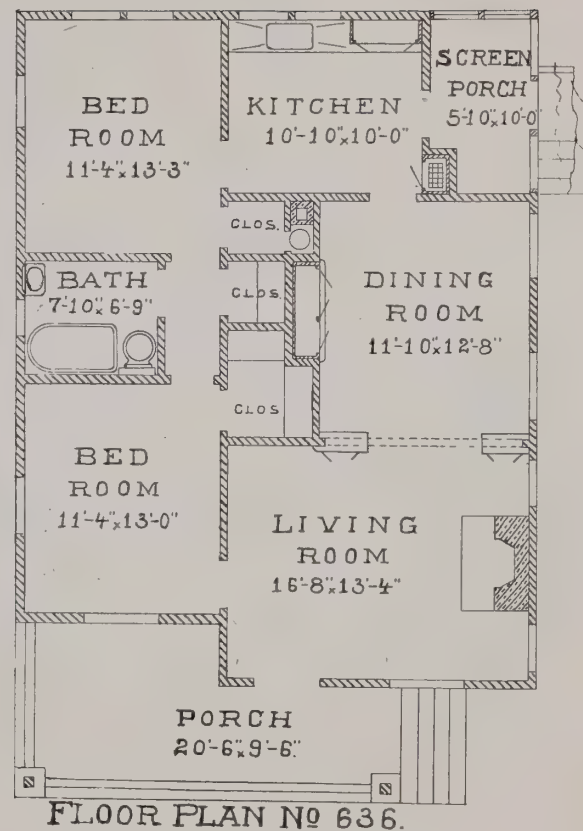 BED
ROOM
11'-4"x13'-3"
KITCHEN
10'-10"x10'-0"
SCREEN
PORCH
5'-10"x10'-0"
CLOS.
BATH
7'-10"x6'-9"
CLOS.
DINING
ROOM
11'-10"x12'-8"
CLOS
BED
ROOM
11'-4"x13'-0"
LIVING
ROOM
16'-8"x13'-4"
PORCH
20'-6"x9'-6"
FLOOR PLAN Nº 636.